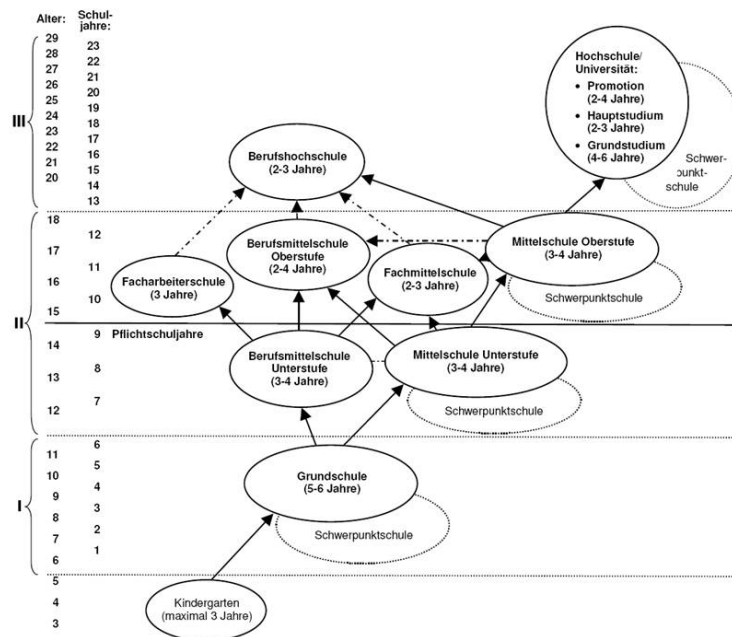 Alter:
Schul-
jahre:
III
29
28
27
26
25
24
23
22
21
20
23
22
21
20
19
18
17
16
15
14
13
Hochschule/
Universität:
• Promotion
(2-4 Jahre)
• Hauptstudium
(2-3 Jahre)
• Grundstudium
(4-6 Jahre)
Schwer-
punkt-
schule
Berufshochschule
(2-3 Jahre)
II
18
17
16
15
14
13
12
12
11
10
9 Pflichtschuljahre
8
7
Berufsmittelschule
Oberstufe
(2-4 Jahre)
Mittelschule Oberstufe
(3-4 Jahre)
Facharbeiterschule
(3 Jahre)
Fachmittelschule
(2-3 Jahre)
Schwerpunktschule
Berufsmittelschule
Unterstufe
(3-4 Jahre)
Mittelschule Unterstufe
(3-4 Jahre)
Schwerpunktschule
I
11
10
9
8
7
6
6
5
4
3
2
1
Grundschule
(5-6 Jahre)
Schwerpunktschule
5
4
3
Kindergarten
(maximal 3 Jahre)